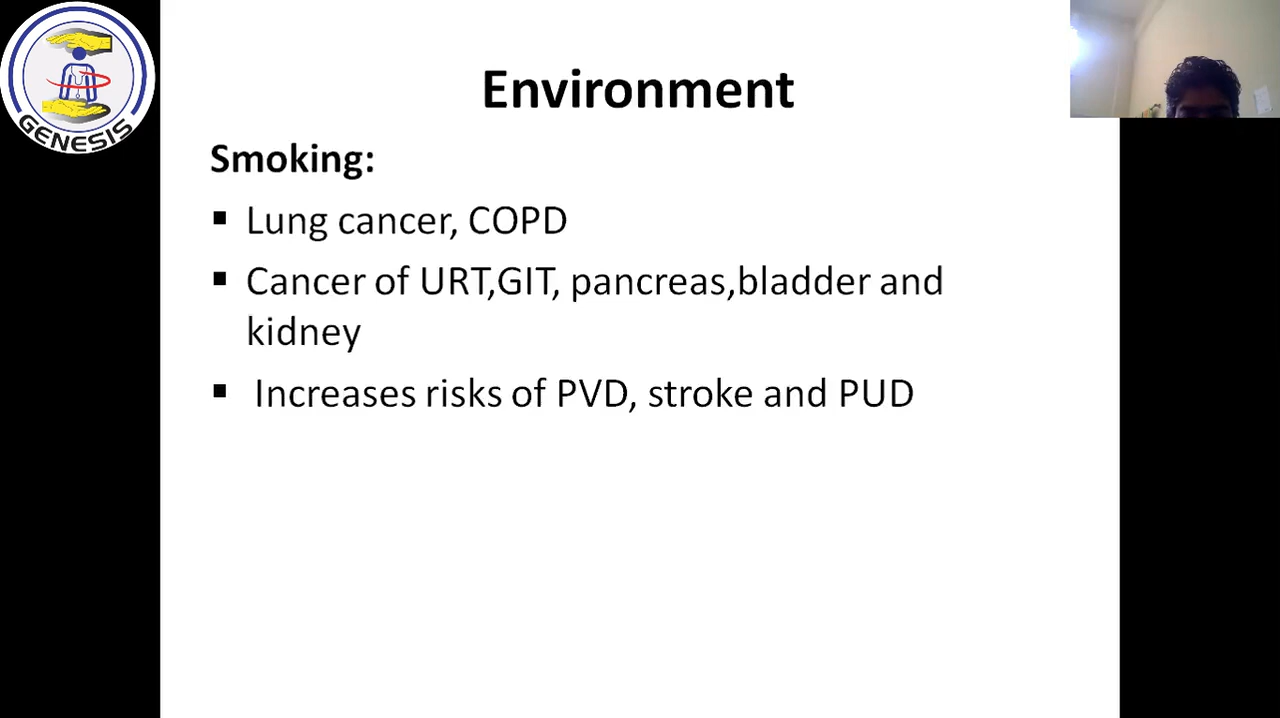 GENESIS
Environment
Smoking:
▪ Lung cancer, COPD
▪ Cancer of URT,GIT, pancreas,bladder and
kidney
▪ Increases risks of PVD, stroke and PUD